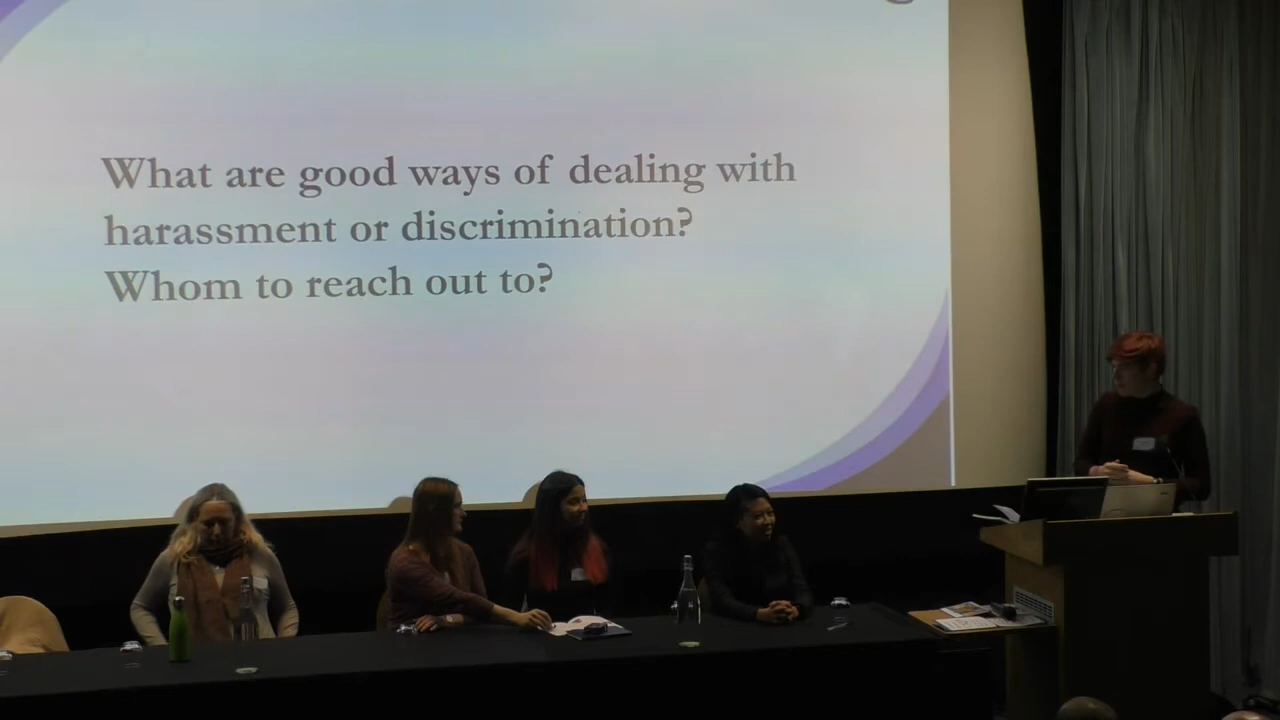 What are good ways of dealing with
harassment or discrimination?
Whom to reach out to?